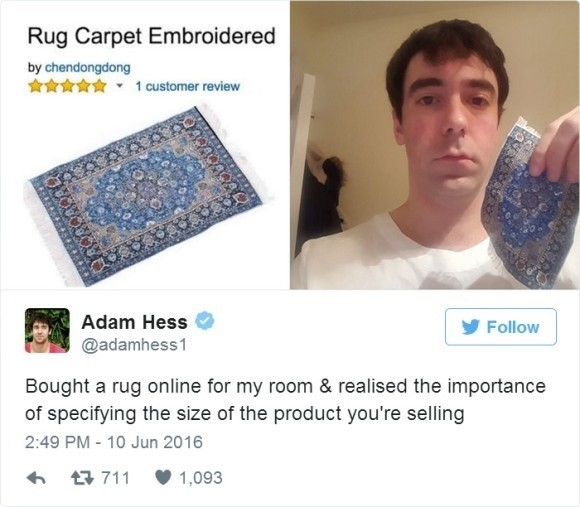 Rug Carpet Embroidered
by chendongdong
1 customer review
Adam Hess
@adamhess1
Follow
Bought a rug online for my room & realised the importance
of specifying the size of the product you're selling
2:49 PM - 10 Jun 2016
711 1,093